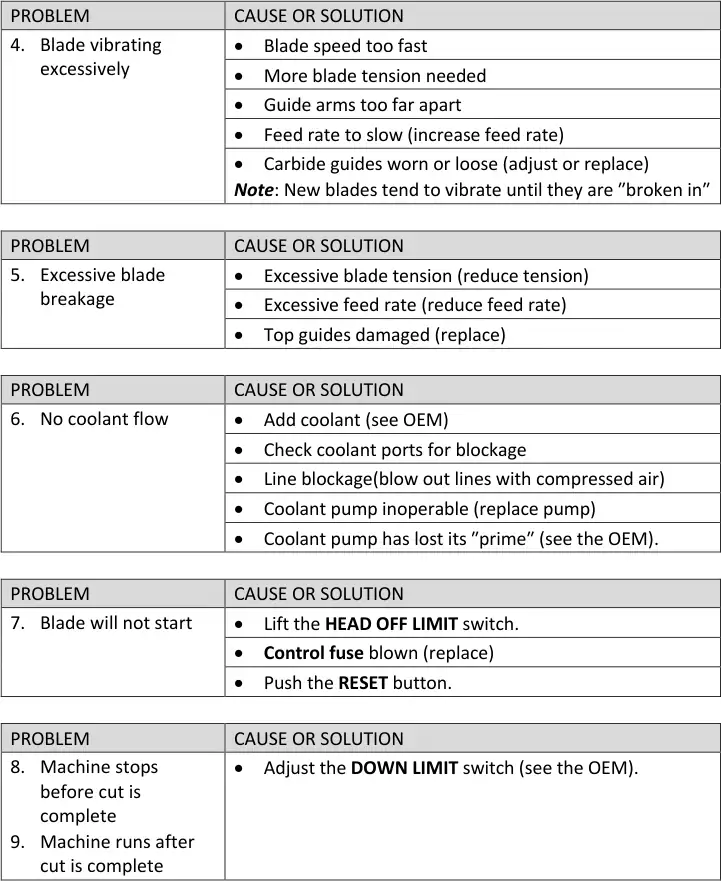 PROBLEM CAUSE OR SOLUTION
4. Blade vibrating excessively
• Blade speed too fast
• More blade tension needed
• Guide arms too far apart
• Feed rate to slow (increase feed rate)
• Carbide guides worn or loose (adjust or replace)
Note: New blades tend to vibrate until they are ”broken in”
PROBLEM CAUSE OR SOLUTION
5. Excessive blade breakage
• Excessive blade tension (reduce tension)
• Excessive feed rate (reduce feed rate)
• Top guides damaged (replace)
PROBLEM CAUSE OR SOLUTION
6. No coolant flow
• Add coolant (see OEM)
• Check coolant ports for blockage
• Line blockage(blow out lines with compressed air)
• Coolant pump inoperable (replace pump)
• Coolant pump has lost its ”prime” (see the OEM).
PROBLEM CAUSE OR SOLUTION
7. Blade will not start
• Lift the HEAD OFF LIMIT switch.
• Control fuse blown (replace)
• Push the RESET button.
PROBLEM CAUSE OR SOLUTION
8. Machine stops
before cut is
complete
9. Machine runs after
cut is complete
• Adjust the DOWN LIMIT switch (see the OEM).